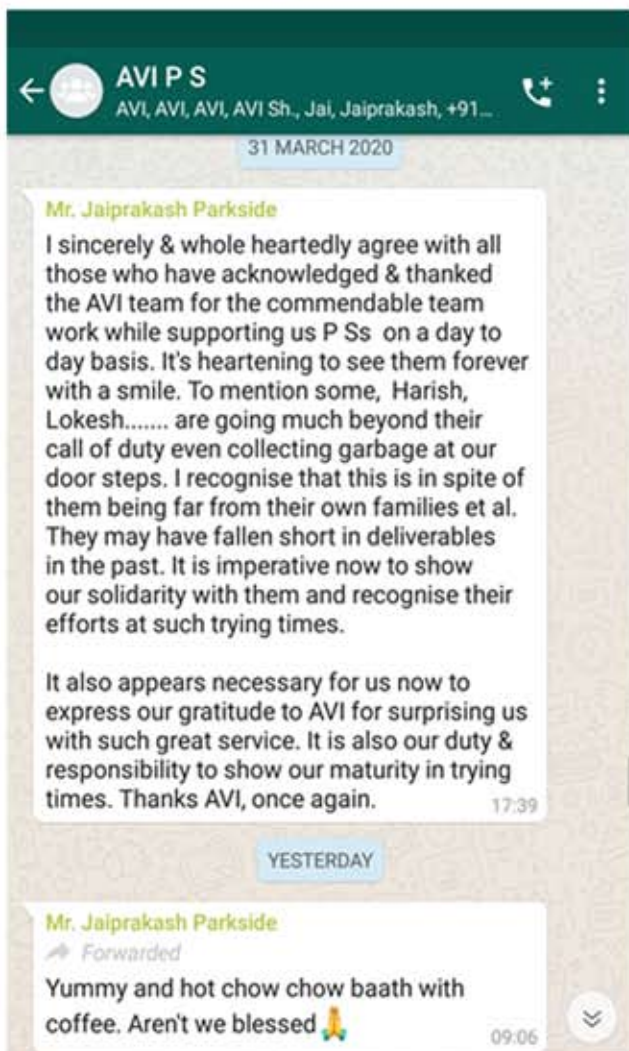 AVI P S
AVI, AVI, AVI, AVI Sh., Jai, Jaiprakash, +91...
31 MARCH 2020
Mr. Jaiprakash Parkside
I sincerely & whole heartedly agree with all
those who have acknowledged & thanked
the AVI team for the commendable team
work while supporting us P Ss on a day to
day basis. It's heartening to see them forever
with a smile. To mention some, Harish,
Lokesh....... are going much beyond their
call of duty even collecting garbage at our
door steps. I recognise that this is in spite of
them being far from their own families et al.
They may have fallen short in deliverables
in the past. It is imperative now to show
our solidarity with them and recognise their
efforts at such trying times.
It also appears necessary for us now to
express our gratitude to AVI for surprising us
with such great service. It is also our duty &
responsibility to show our maturity in trying
times. Thanks AVI, once again.
17:39
YESTERDAY
Mr. Jaiprakash Parkside
Forwarded
Yummy and hot chow chow baath with
coffee. Aren't we blessed 🙏
09:06